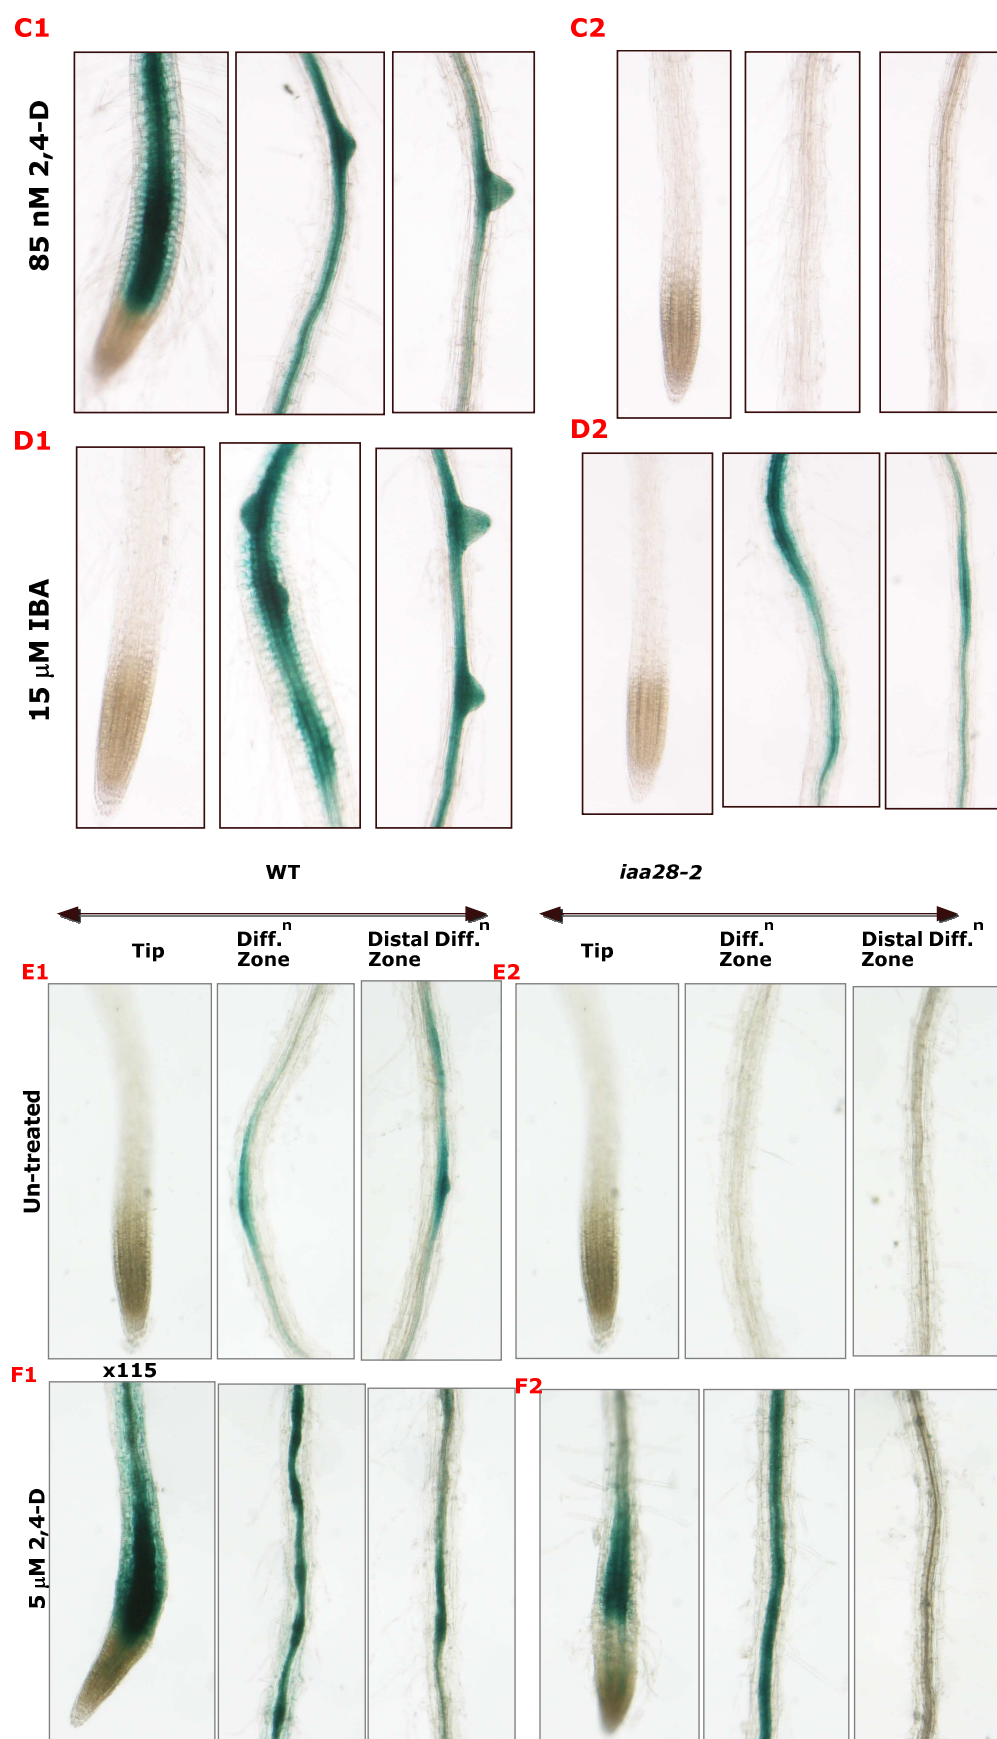 C1
C2
85 nM 2,4-D
D1
D2
15 µM IBA
WT
iaa28-2
Tip
Diff.n
Zone
Distal Diff.n
Zone
Tip
Diff.n
Zone
Distal Diff.n
Zone
E1
E2
Un-treated
x115
F1
F2
5 µM 2,4-D